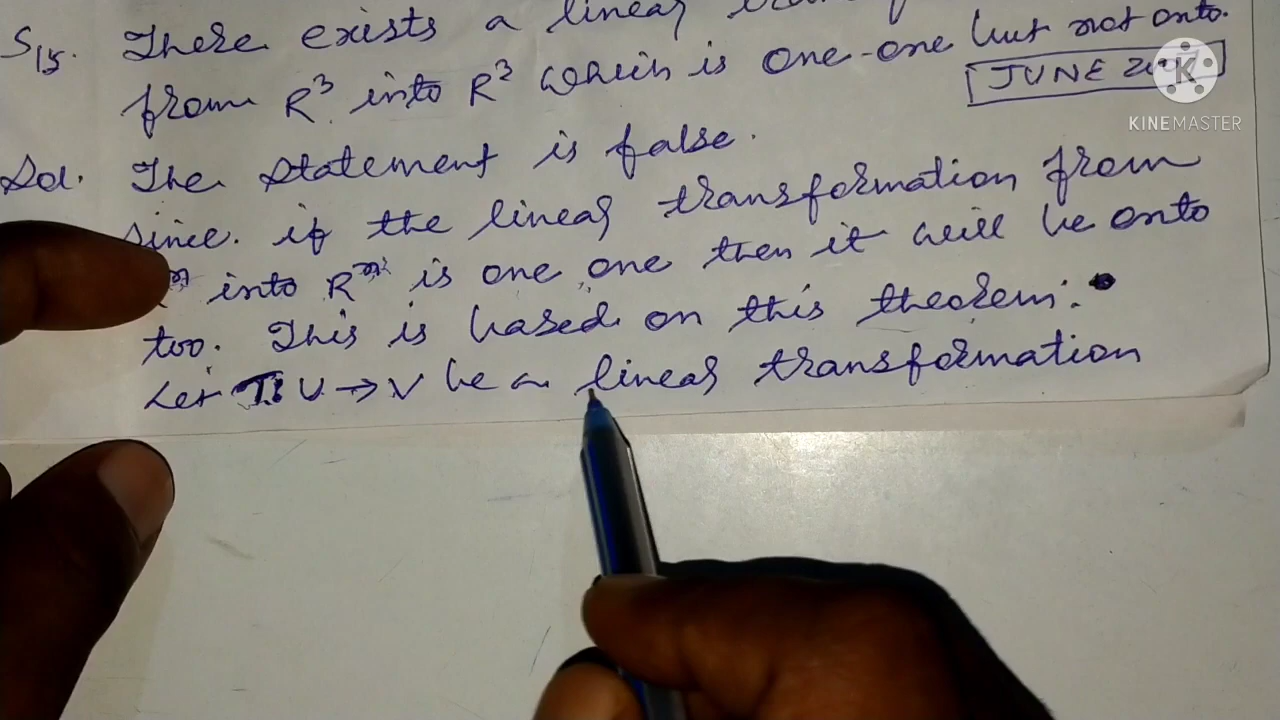 S15. There exists a linear
from R³ into R³ which is one-one but not onto.
JUNE
KINEMASTER
Sol. The statement is false.
Since if the linear transformation from
into Rⁿ is one one then it will be onto
too. This is based on this theorem:
Let T: U → V be a linear transformation